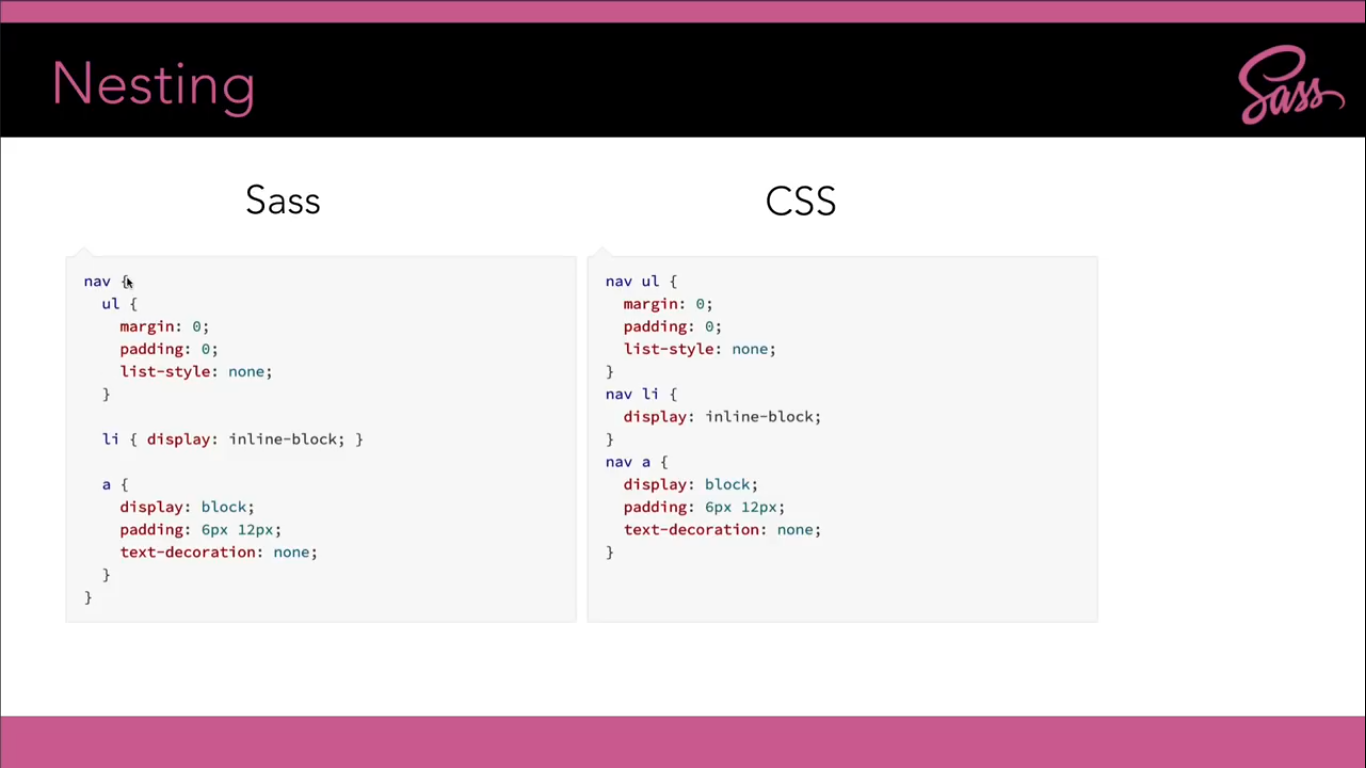 Nesting
Sass
Sass
CSS
nav {
  ul {
    margin: 0;
    padding: 0;
    list-style: none;
  }
  li { display: inline-block; }
  a {
    display: block;
    padding: 6px 12px;
    text-decoration: none;
  }
}
nav ul {
  margin: 0;
  padding: 0;
  list-style: none;
}
nav li {
  display: inline-block;
}
nav a {
  display: block;
  padding: 6px 12px;
  text-decoration: none;
}